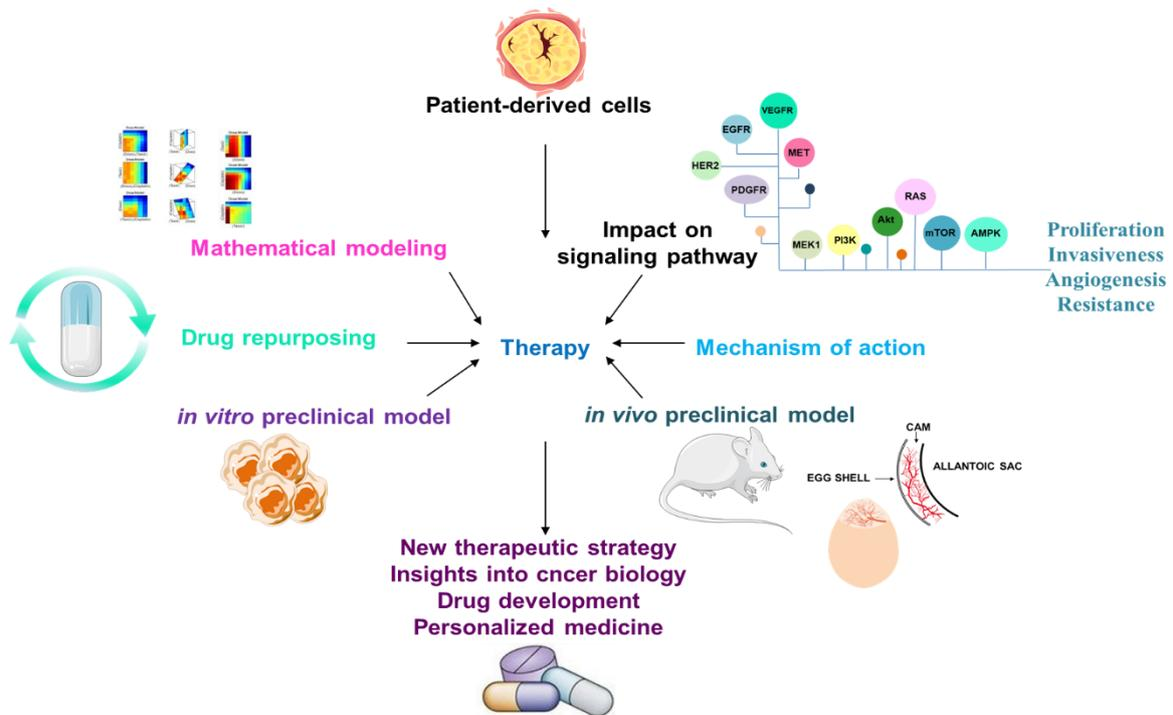 Patient-derived cells
VEGFR
EGFR
MET
HER2
PDGFR
RAS
Akt
MEK1
PI3K
mTOR
AMPK
Proliferation
Invasiveness
Angiogenesis
Resistance
Impact on
signaling pathway
Mathematical modeling
Drug repurposing
Therapy
Mechanism of action
in vitro preclinical model
in vivo preclinical model
CAM
ALLANTOIC SAC
EGG SHELL
New therapeutic strategy
Insights into cncer biology
Drug development
Personalized medicine